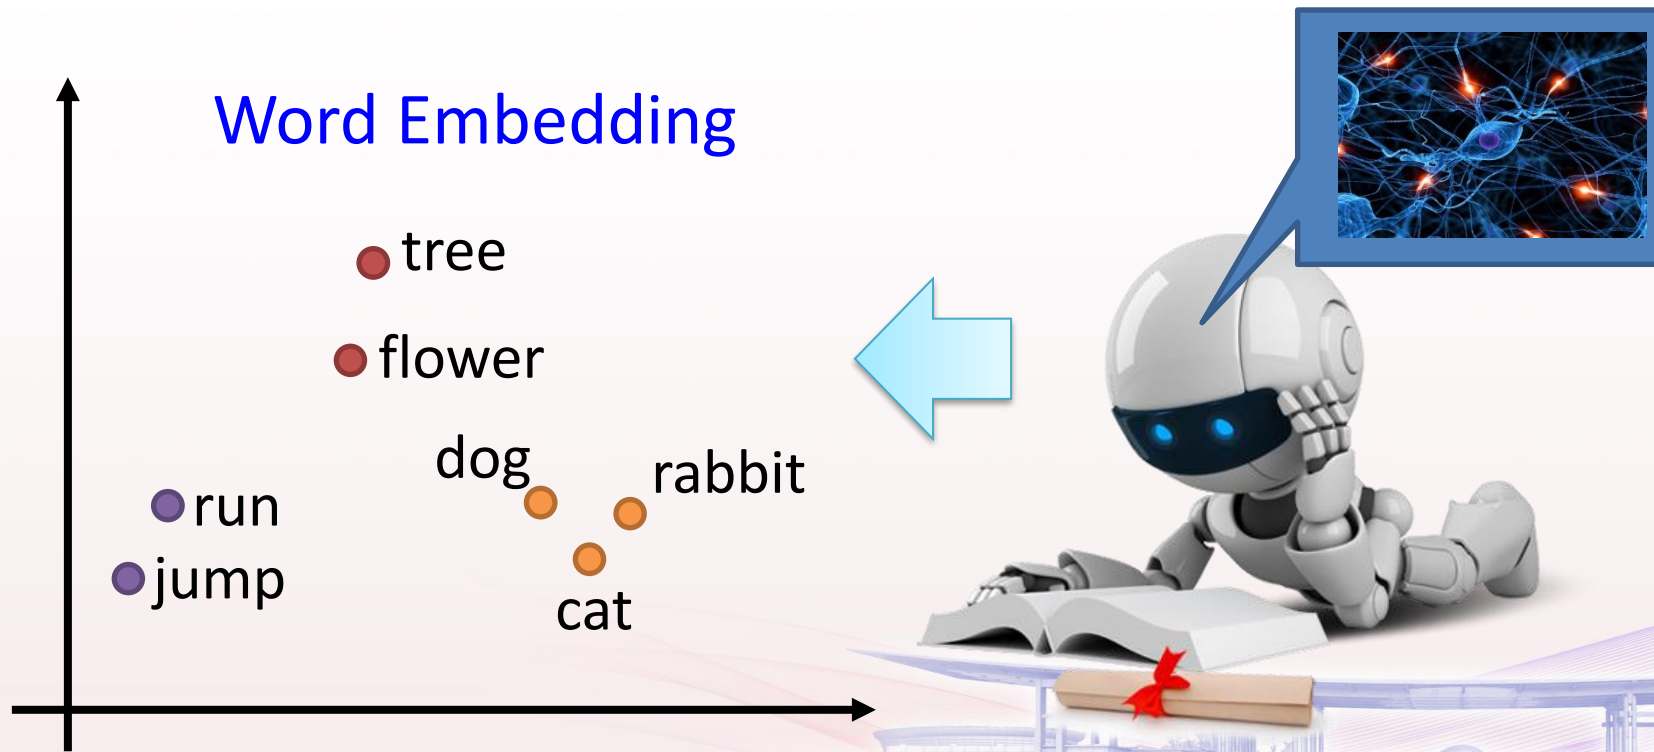 Word Embedding
tree
flower
dog
rabbit
run
jump
cat